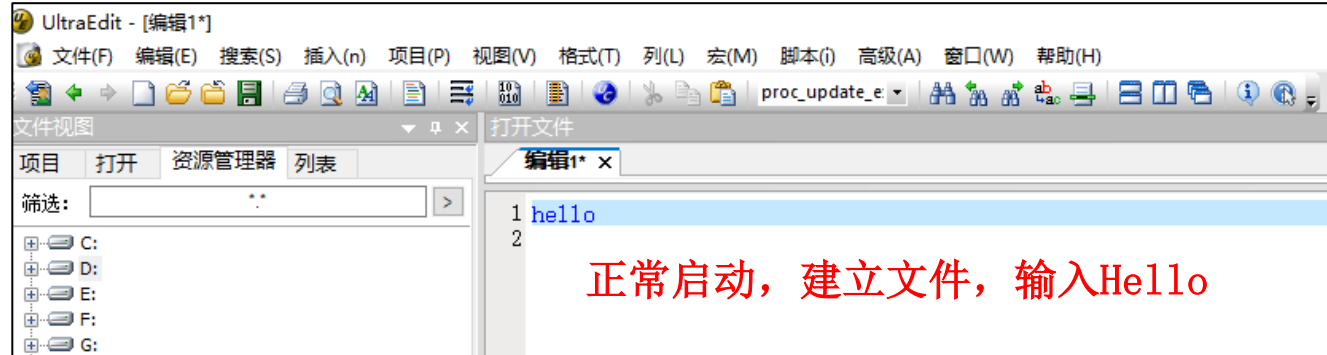 UltraEdit - [编辑1*]
文件(F) 编辑(E) 搜索(S) 插入(n) 项目(P) 视图(V) 格式(T) 列(L) 宏(M) 脚本(i) 高级(A) 窗口(W) 帮助(H)
proc_update_e:
文件视图
打开文件
项目 打开 资源管理器 列表
编辑1*
筛选: *.*
1 hello
2
C:
D:
E:
F:
G:
正常启动，建立文件，输入Hello